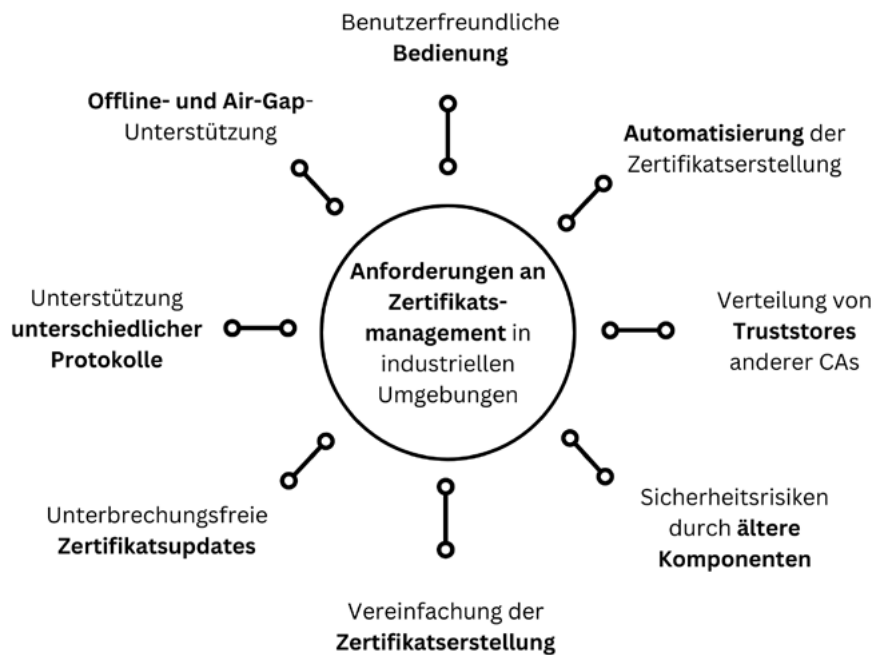 Benutzerfreundliche
Bedienung
Offline- und Air-Gap-
Unterstützung
Automatisierung der
Zertifikatserstellung
Anforderungen an
Zertifikats-
management in
industriellen
Umgebungen
Unterstützung
unterschiedlicher
Protokolle
Verteilung von
Truststores
anderer CAs
Unterbrechungsfreie
Zertifikatsupdates
Sicherheitsrisiken
durch ältere
Komponenten
Vereinfachung der
Zertifikatserstellung